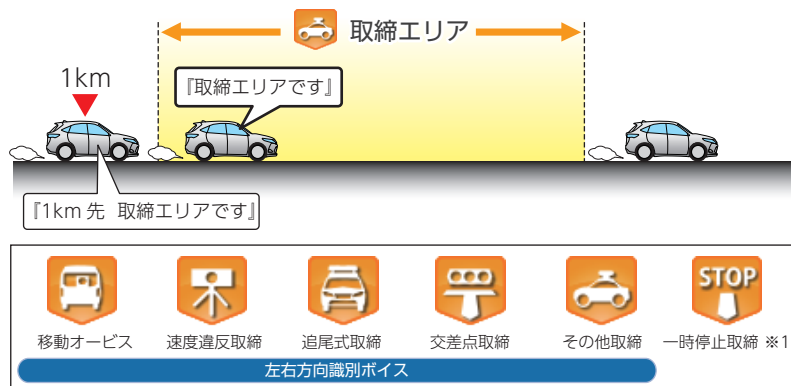 取締エリア
1km
『取締エリアです』
『1km 先 取締エリアです』
STOP
移動オービス 速度違反取締 追尾式取締 交差点取締 その他取締 一時停止取締 ※1
左右方向識別ボイス